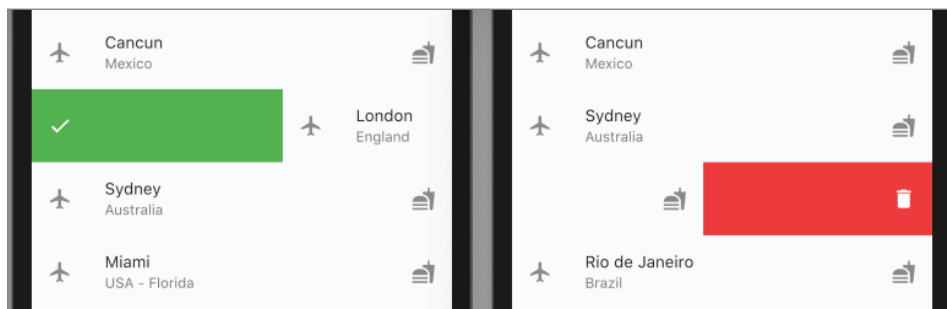 Cancun
Mexico
London
England
Sydney
Australia
Miami
USA - Florida
Cancun
Mexico
Sydney
Australia
Rio de Janeiro
Brazil